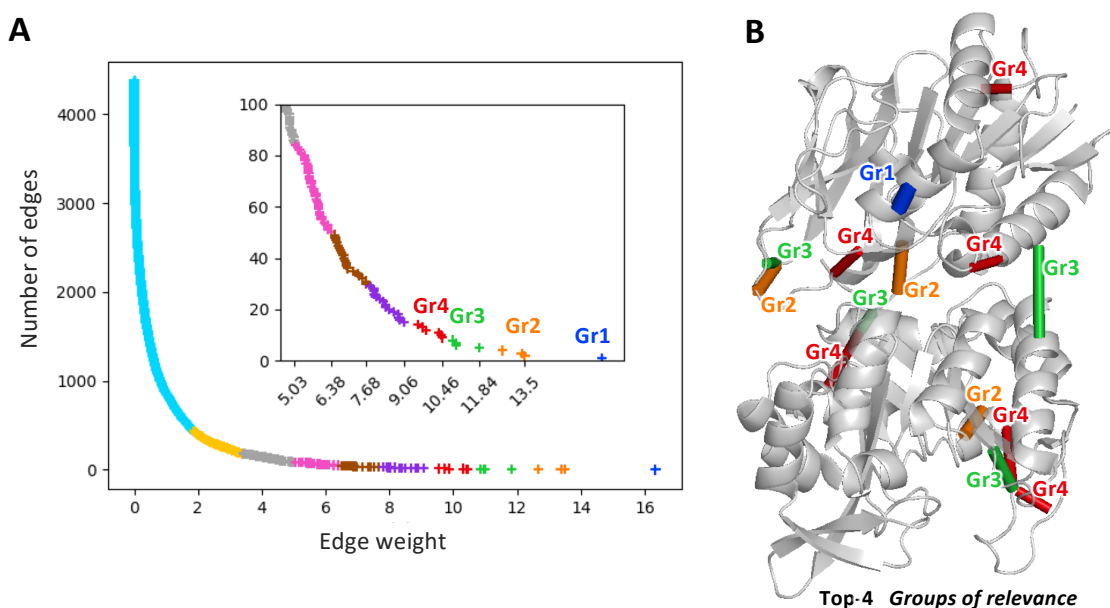 A
Number of edges
4000
3000
2000
1000
0
0 2 4 6 8 10 12 14 16
Edge weight
100
80
60
40
20
0
5.03 6.38 7.68 9.06 10.46 11.84 13.5
Gr4 Gr3 Gr2 Gr1
B
Gr4
Gr1
Gr3 Gr4 Gr4
Gr3
Gr2 Gr2
Gr3
Gr4
Gr2 Gr4
Gr3
Gr4
Top-4 Groups of relevance